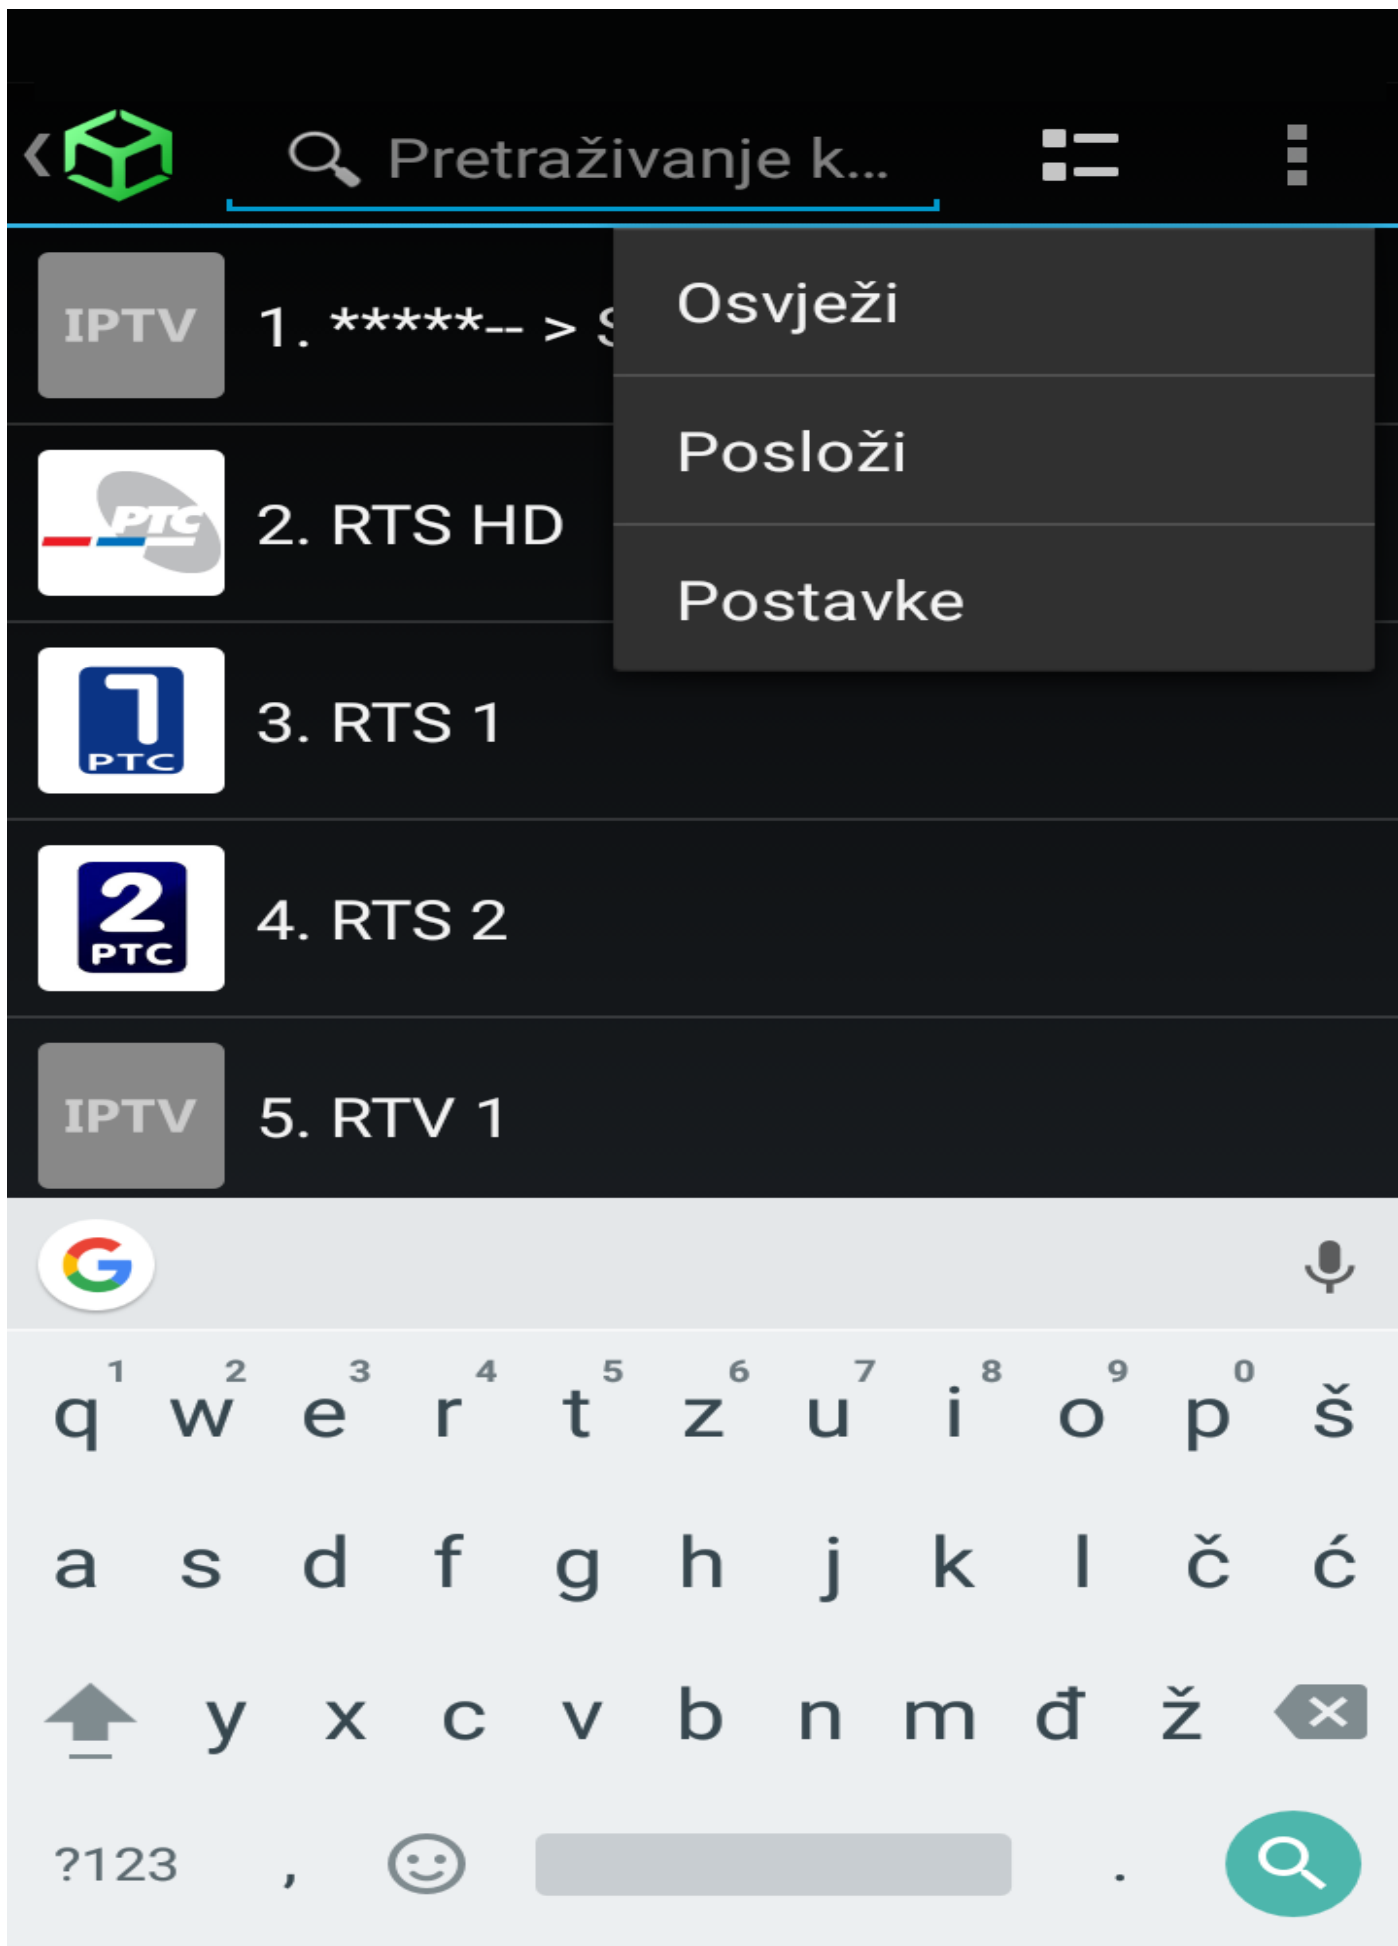 Pretraživanje k...
Osvježi
Posloži
Postavke
IPTV
1. *****-- > S
PTC
2. RTS HD
1
PTC
3. RTS 1
2
PTC
4. RTS 2
IPTV
5. RTV 1
G
1 2 3 4 5 6 7 8 9 0
q w e r t z u i o p š
a s d f g h j k l č ć
y x c v b n m đ ž
?123 , .